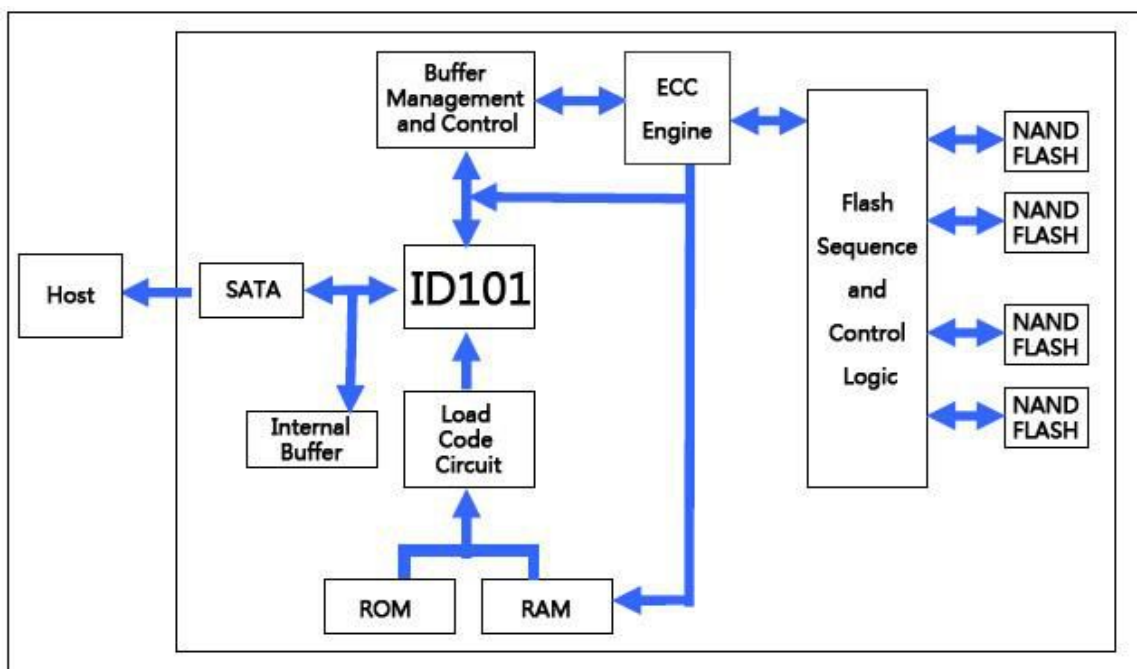 Buffer
Management
and Control
ECC
Engine
NAND
FLASH
NAND
FLASH
Flash
Sequence
and
Control
Logic
Host
SATA
ID101
NAND
FLASH
NAND
FLASH
Internal
Buffer
Load
Code
Circuit
ROM
RAM